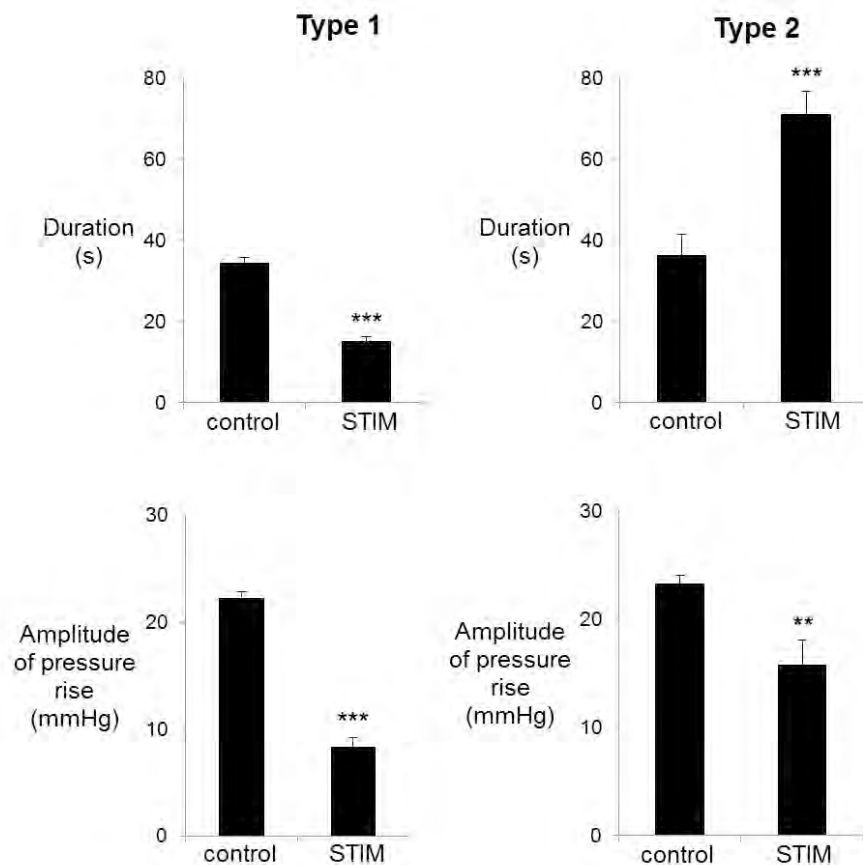 Type 1
Type 2
80
60
40
20
0
Duration
(s)
***
control
STIM
80
60
40
20
0
Duration
(s)
***
control
STIM
30
20
10
0
Amplitude
of pressure
rise
(mmHg)
***
control
STIM
30
20
10
0
Amplitude
of pressure
rise
(mmHg)
**
control
STIM